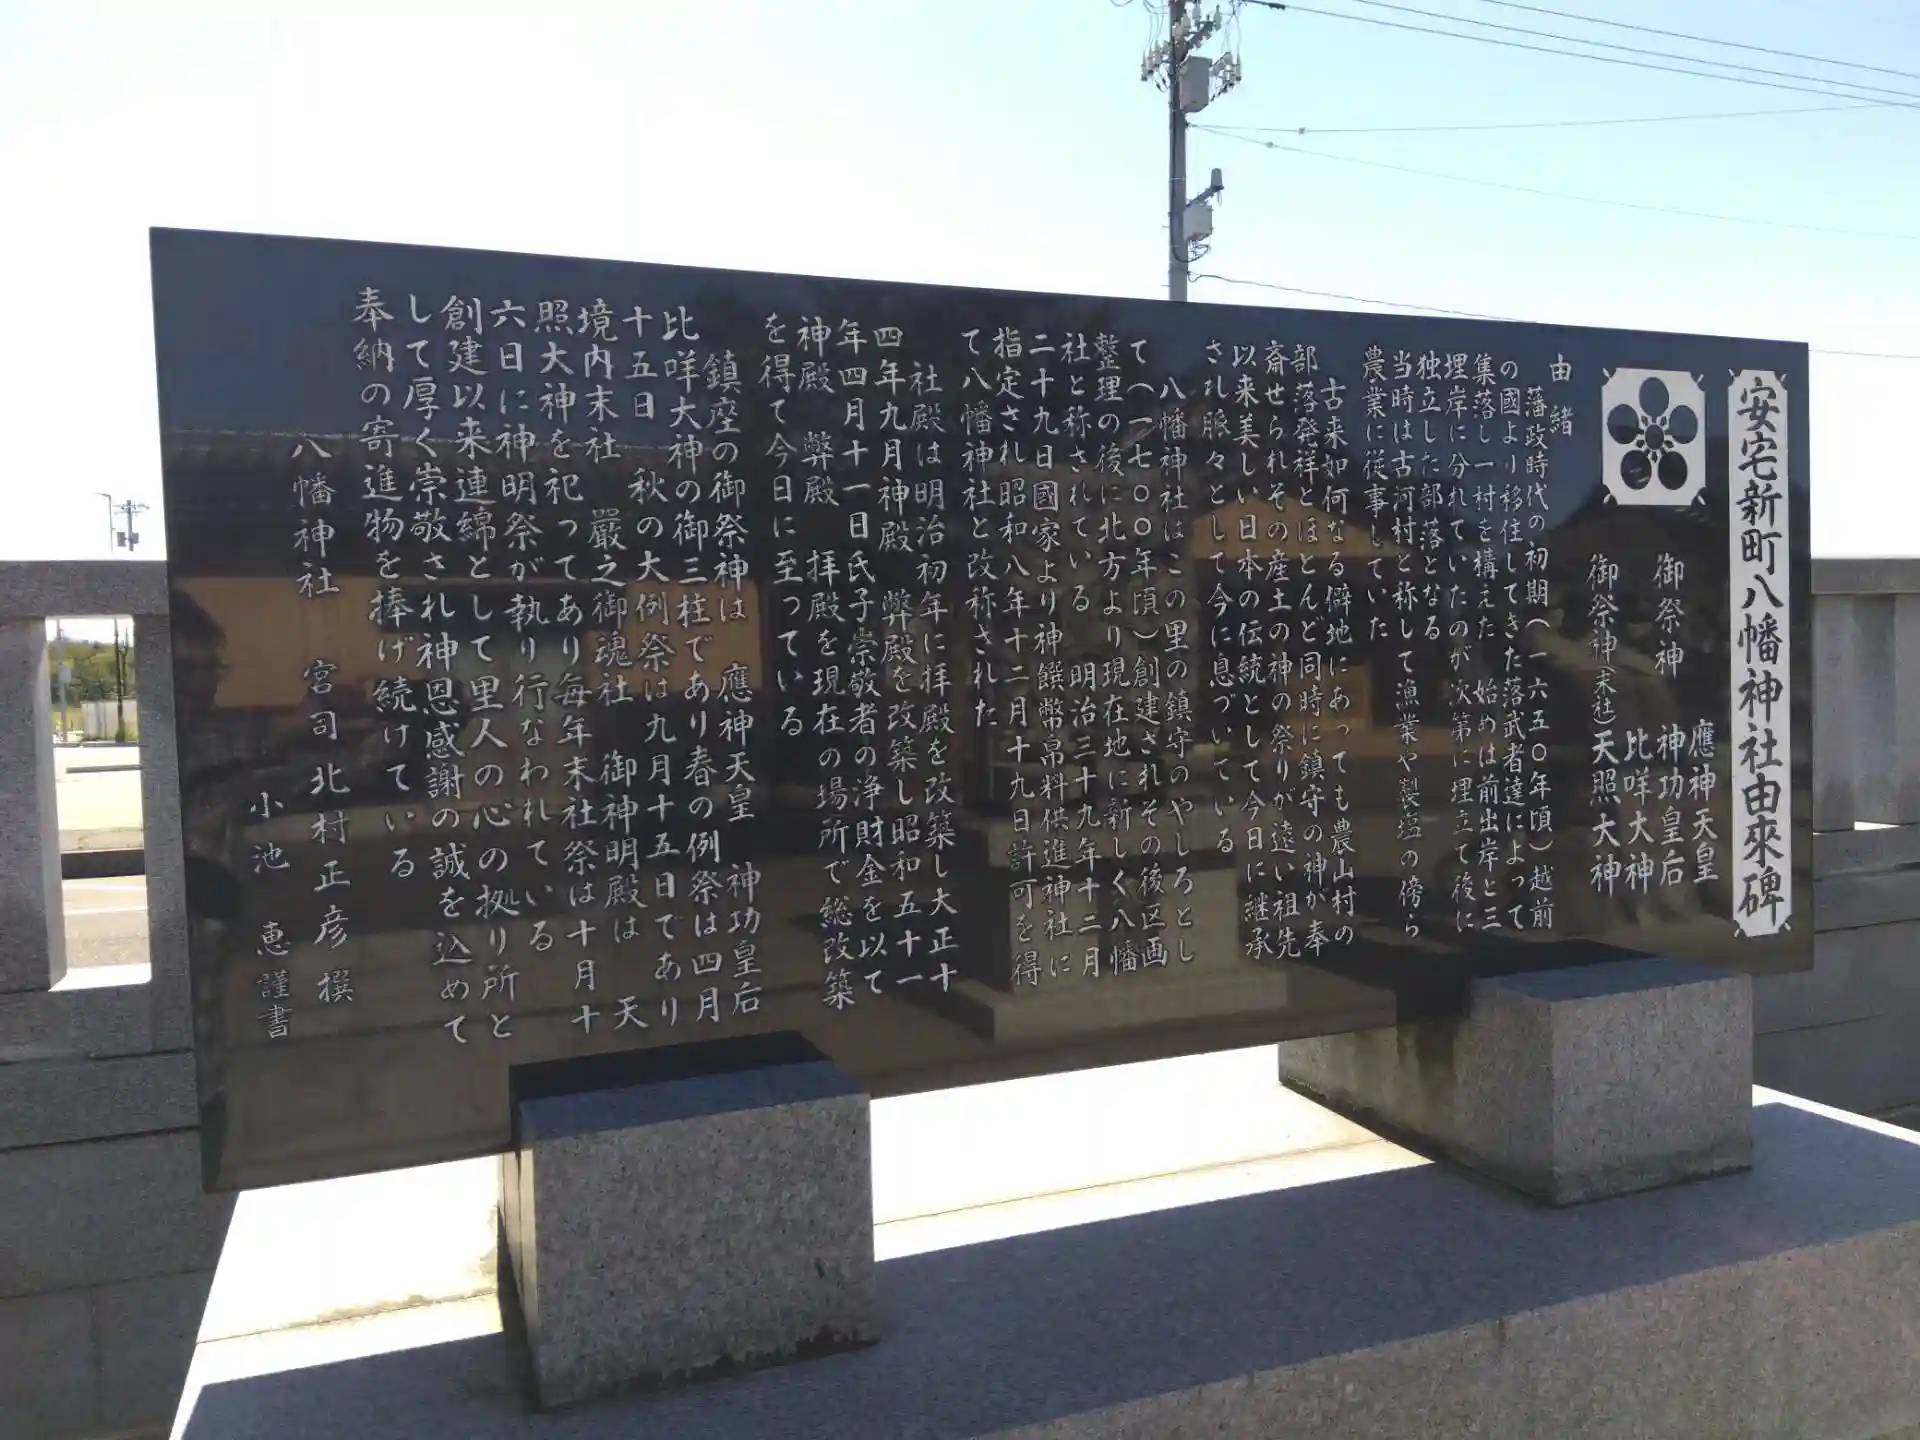 安宅新町八幡神社由來碑
御祭神 應神天皇
神功皇后
比咩大神
御祭神(末社)天照大神
由緒
藩政時代の初期(一六五〇年頃)越前
の國より移住してきた落武者達によって
集落し一村を構えた 始めは前出岸と三
埋岸に分れていたのが次第に埋立て後に
独立した部落となる
当時は古河村と称して漁業や製塩の傍ら
農業に従事していた
古来如何なる僻地にあっても農山村の
部落発祥とほとんど同時に鎮守の神が奉
斎せられその産土の神の祭りが遠い祖先
以来美しい日本の伝統として今日に継承
され脈々として今に息づいている
八幡神社はこの里の鎮守のやしろとし
て(一七〇〇年頃)創建されその後区画
整理の後に北方より現在地に新しく八幡
社と称されている 明治三十九年十二月
二十九日國家より神饌幣帛料供進神社に
指定され昭和八年十二月十九日許可を得
て八幡神社と改称された
社殿は明治初年に拝殿を改築し大正十
四年九月神殿 弊殿を改築し昭和五十一
年四月十一日氏子崇敬者の浄財金を以て
神殿 弊殿 拝殿を現在の場所で総改築
を得て今日に至っている
鎮座の御祭神は 應神天皇 神功皇后
比咩大神の御三柱であり春の例祭は四月
十五日 秋の大例祭は九月十五日であり
境内末社 嚴之御魂社 御神明殿は 天
照大神を祀ってあり毎年末社祭は十月十
六日に神明祭が執り行なわれている
創建以来連綿として里人の心の拠り所と
して厚く崇敬され神恩感謝の誠を込めて
奉納の寄進物を捧げ続けている
八幡神社 宮司 北村正彦 撰
小池 恵 謹書